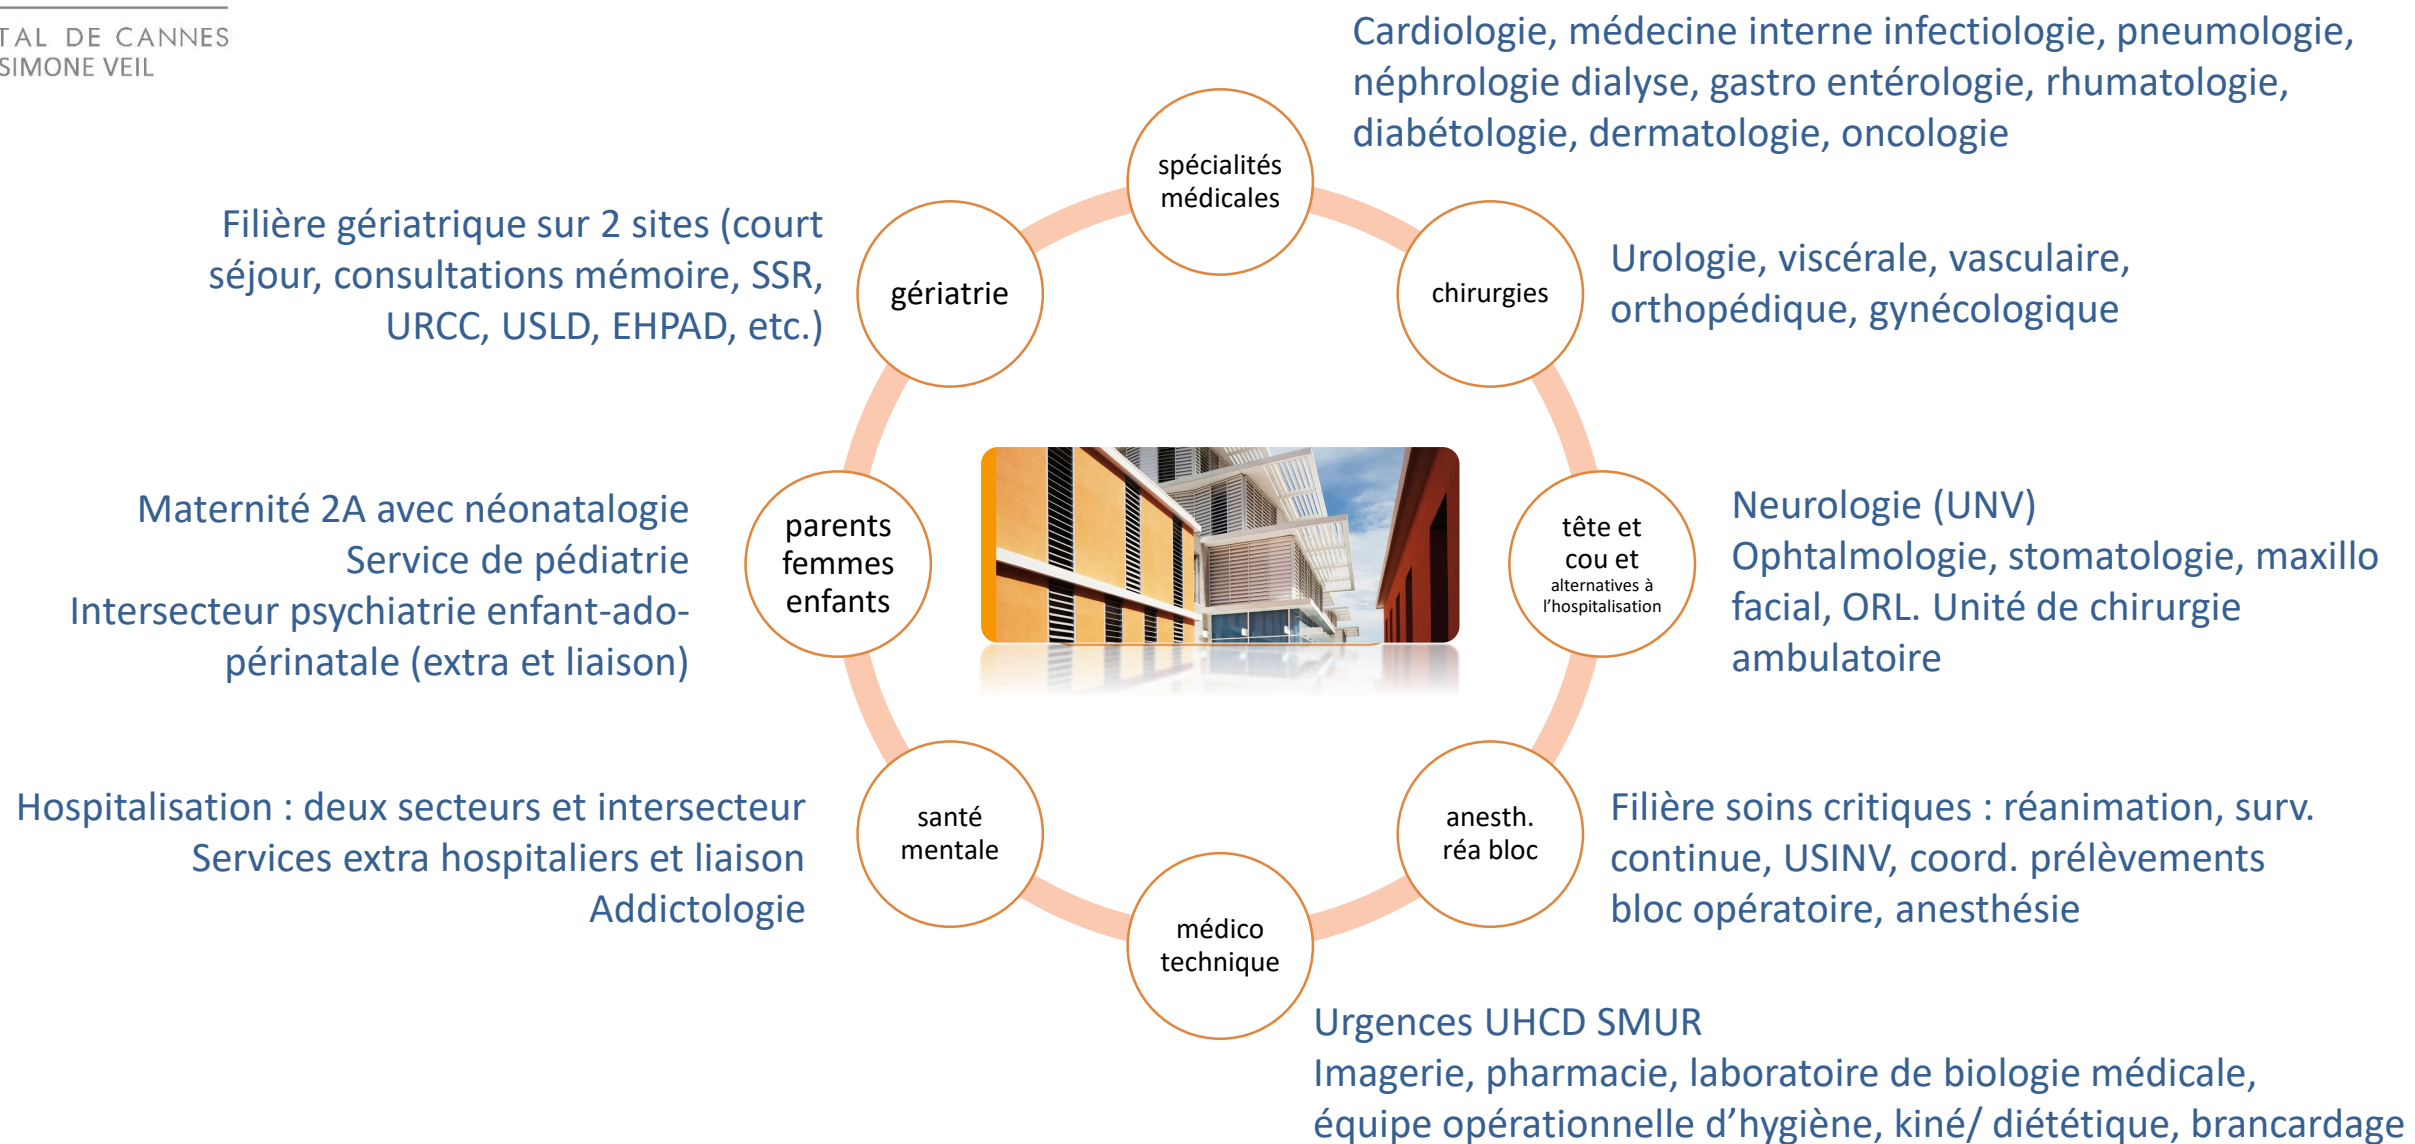 DE CANNES
SIMONE VEIL
Cardiologie, médecine interne infectiologie, pneumologie,
néphrologie dialyse, gastro entérologie, rhumatologie,
diabétologie, dermatologie, oncologie
spécialités
médicales
Filière gériatrique sur 2 sites (court
séjour, consultations mémoire, SSR,
URCC, USLD, EHPAD, etc.)
gériatrie
chirurgies
Urologie, viscérale, vasculaire,
orthopédique, gynécologique
Maternité 2A avec néonatalogie
Service de pédiatrie
Intersecteur psychiatrie enfant-ado-
périnatale (extra et liaison)
parents
femmes
enfants
tête et
cou et
alternatives à
l’hospitalisation
Neurologie (UNV)
Ophtalmologie, stomatologie, maxillo
facial, ORL. Unité de chirurgie
ambulatoire
Hospitalisation : deux secteurs et intersecteur
Services extra hospitaliers et liaison
Addictologie
santé
mentale
anesth.
réa bloc
Filière soins critiques : réanimation, surv.
continue, USINV, coord. prélèvements
bloc opératoire, anesthésie
médico
technique
Urgences UHCD SMUR
Imagerie, pharmacie, laboratoire de biologie médicale,
équipe opérationnelle d’hygiène, kiné/ diététique, brancardage